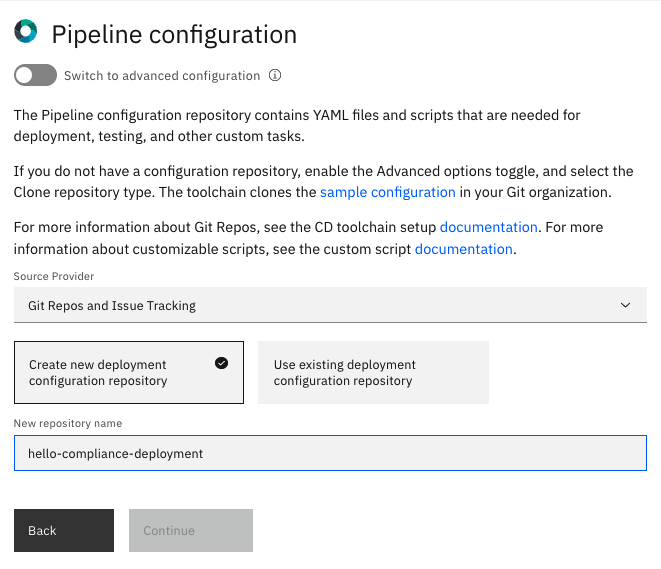 Pipeline configuration
Switch to advanced configuration
The Pipeline configuration repository contains YAML files and scripts that are needed for
deployment, testing, and other custom tasks.
If you do not have a configuration repository, enable the Advanced options toggle, and select the
Clone repository type. The toolchain clones the sample configuration in your Git organization.
For more information about Git Repos, see the CD toolchain setup documentation. For more
information about customizable scripts, see the custom script documentation.
Source Provider
Git Repos and Issue Tracking
Create new deployment
configuration repository
Use existing deployment
configuration repository
New repository name
hello-compliance-deployment
Back
Continue